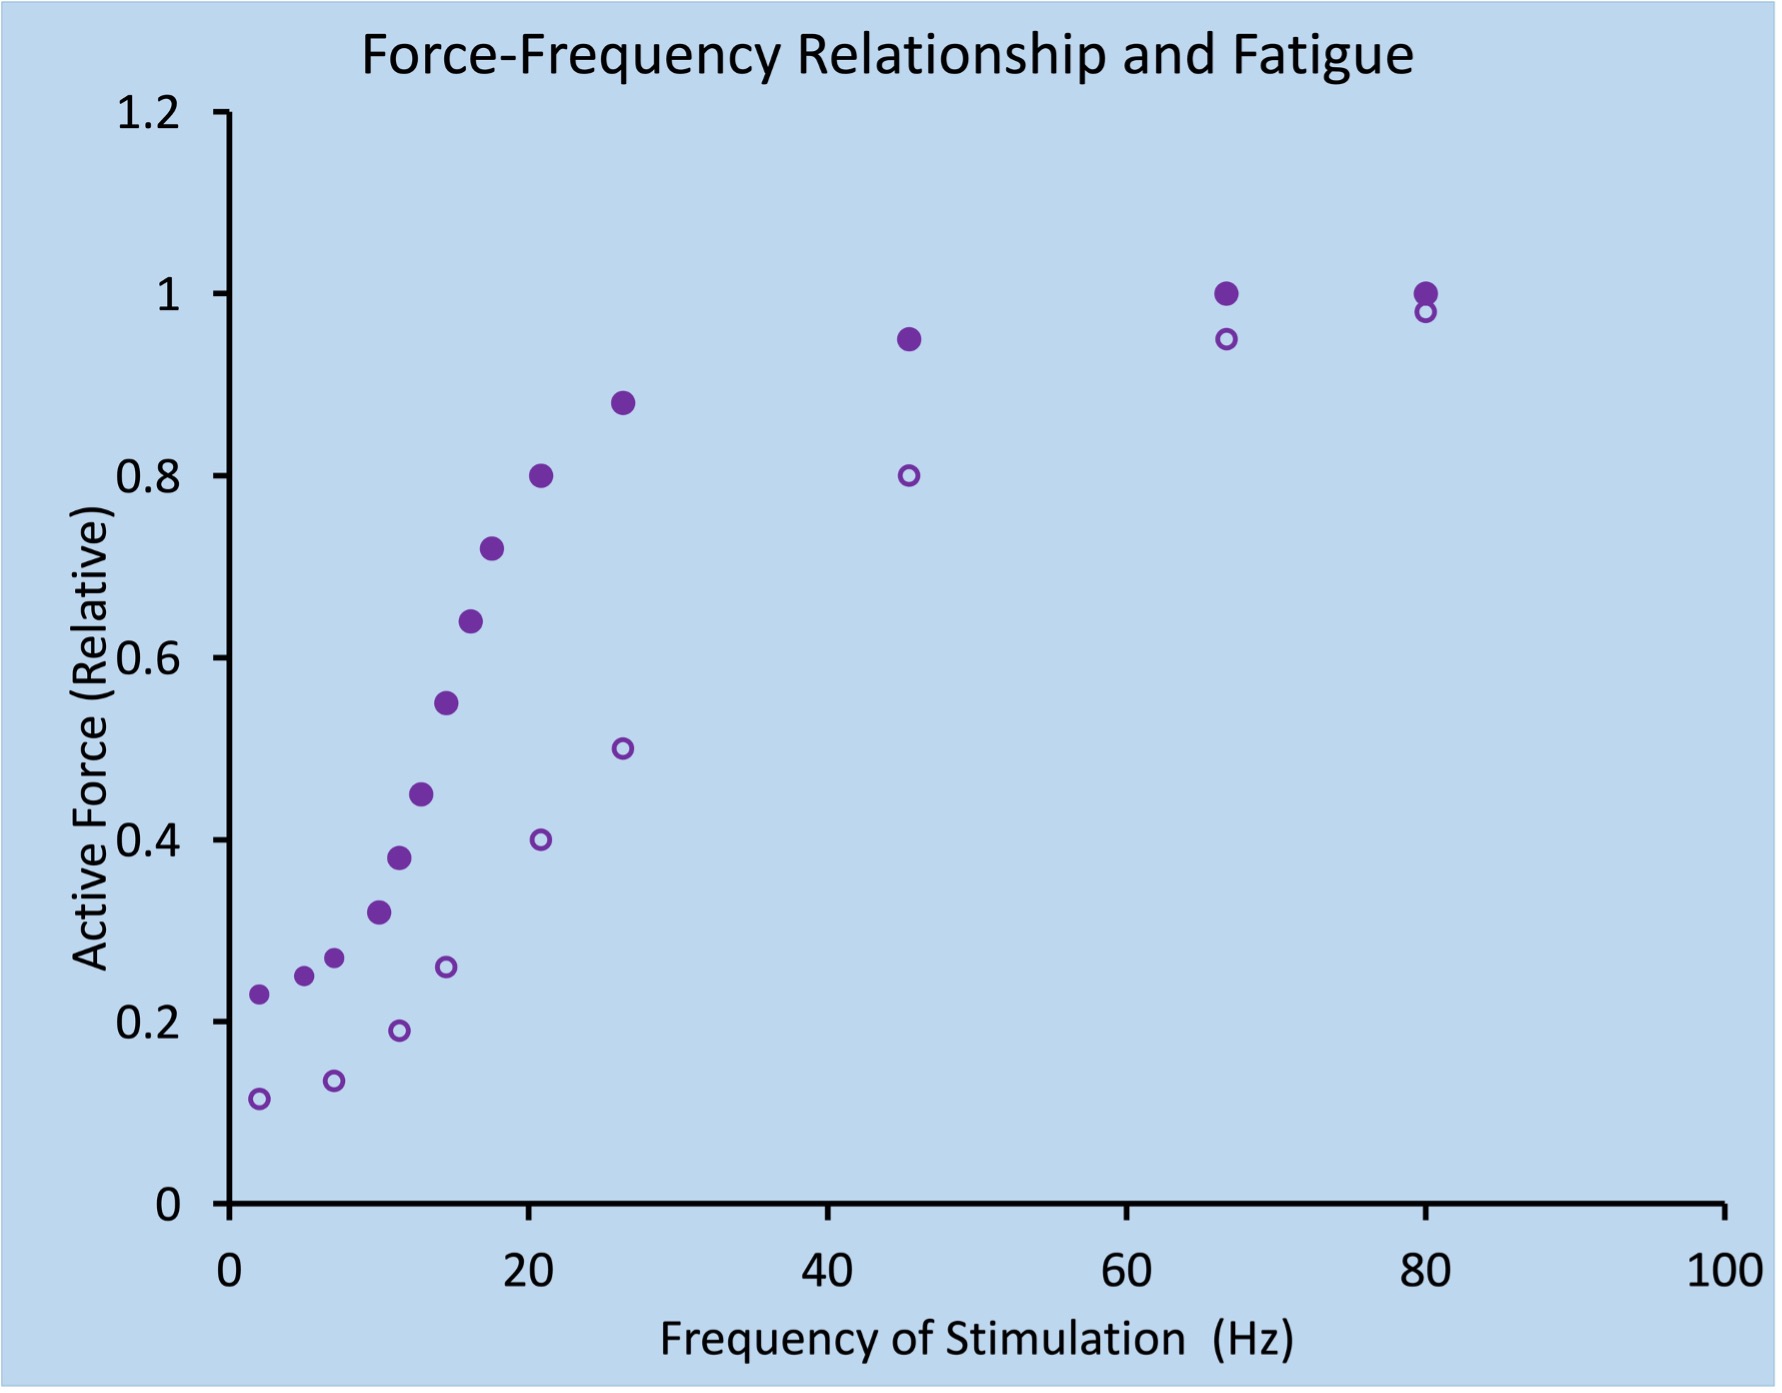 Force-Frequency Relationship and Fatigue
1.2
1
0.8
0.6
0.4
0.2
0
Active Force (Relative)
0 20 40 60 80 100
Frequency of Stimulation  (Hz)